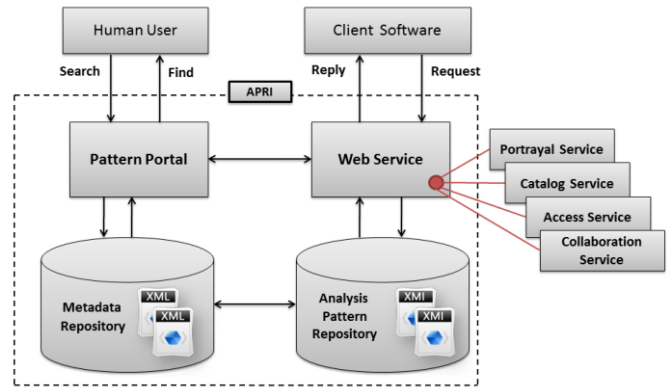 Human User
Client Software
Search
Find
Reply
Request
APRI
Pattern Portal
Web Service
Portrayal Service
Catalog Service
Access Service
Collaboration
Service
Metadata
Repository
XML
XML
Analysis
Pattern
Repository
XMI
XMI